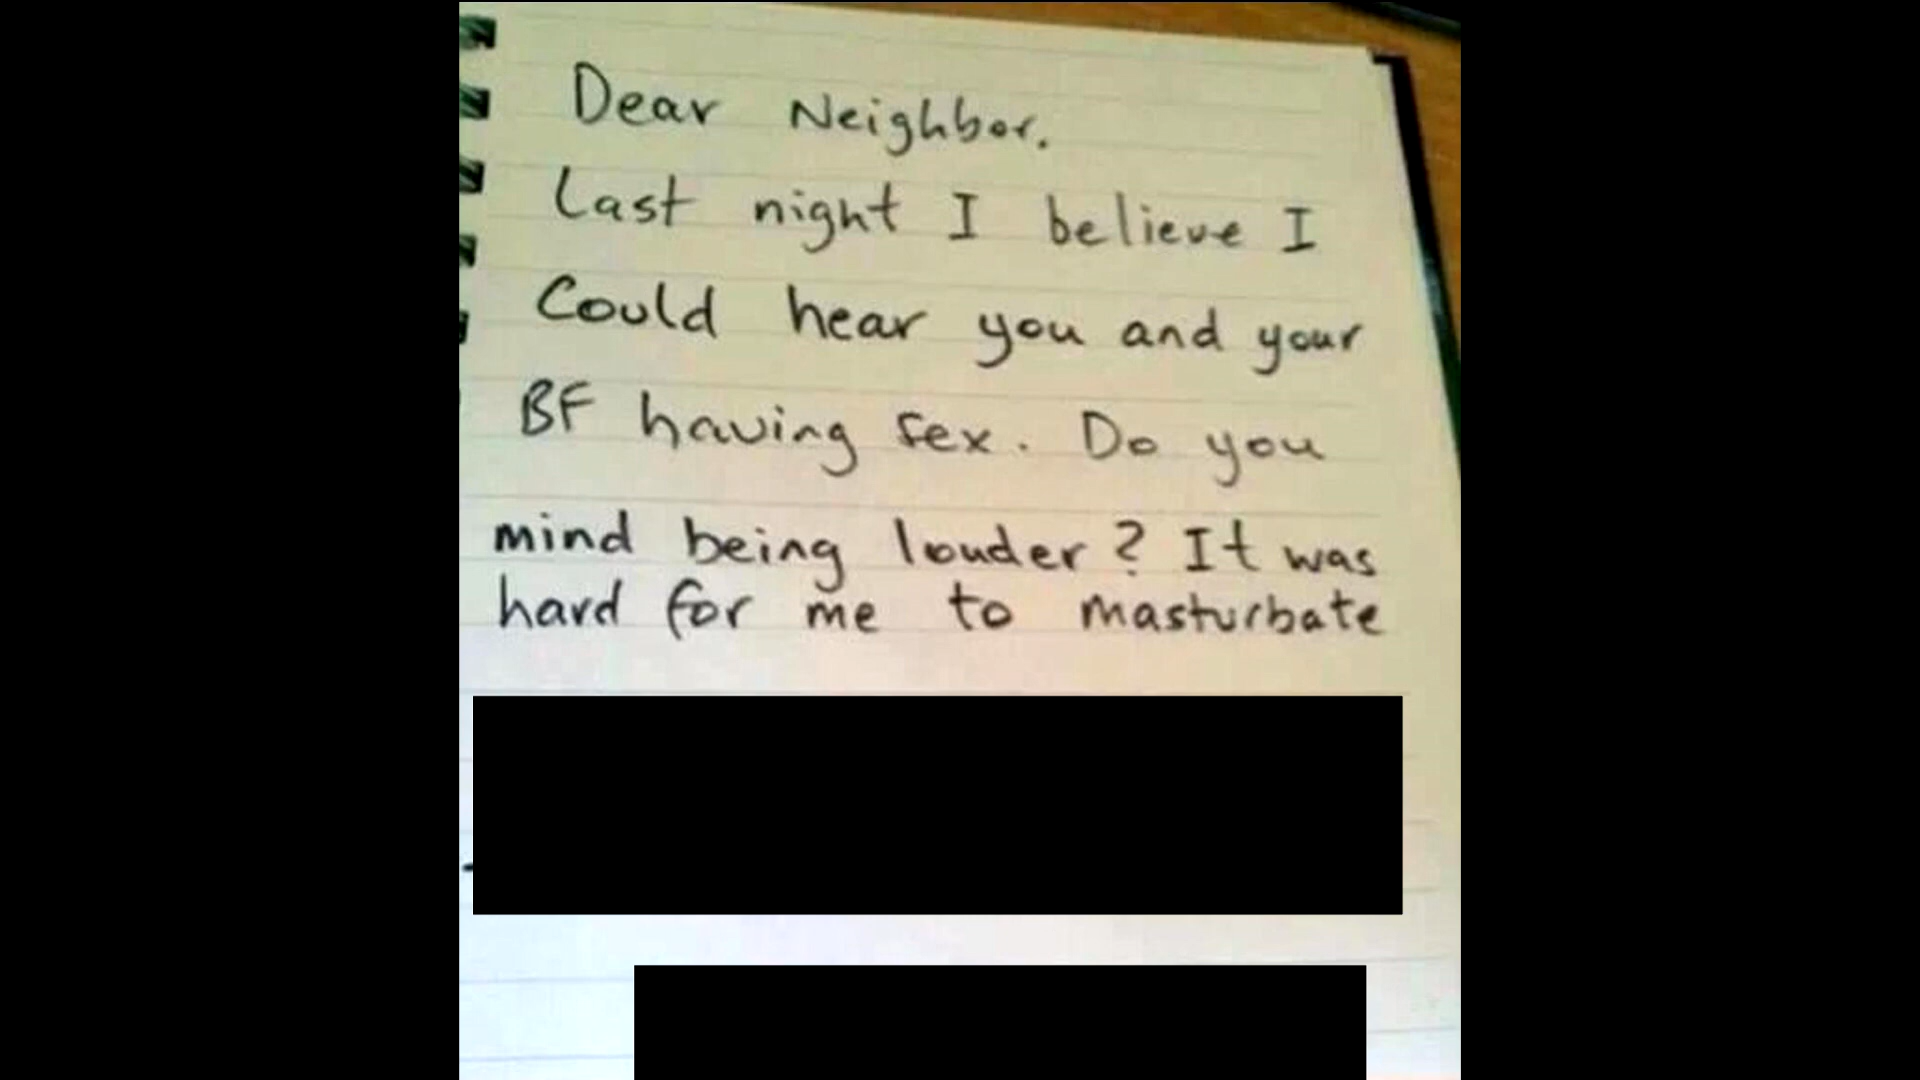 Dear Neighbor.
Last night I believe I
Could hear you and your
BF having sex. Do you
mind being louder? It was
hard for me to masturbate